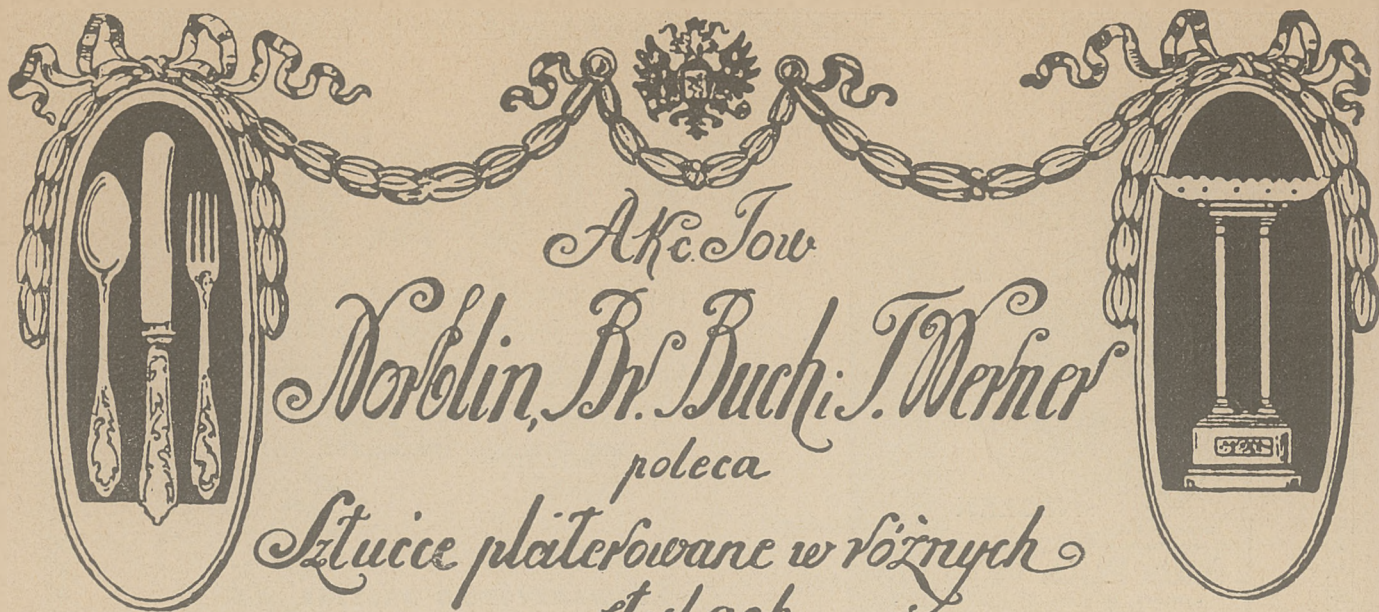 Akc. Tow
Norblin, Br. Buch i T. Werner
poleca
Sztućce platerowane w różnych